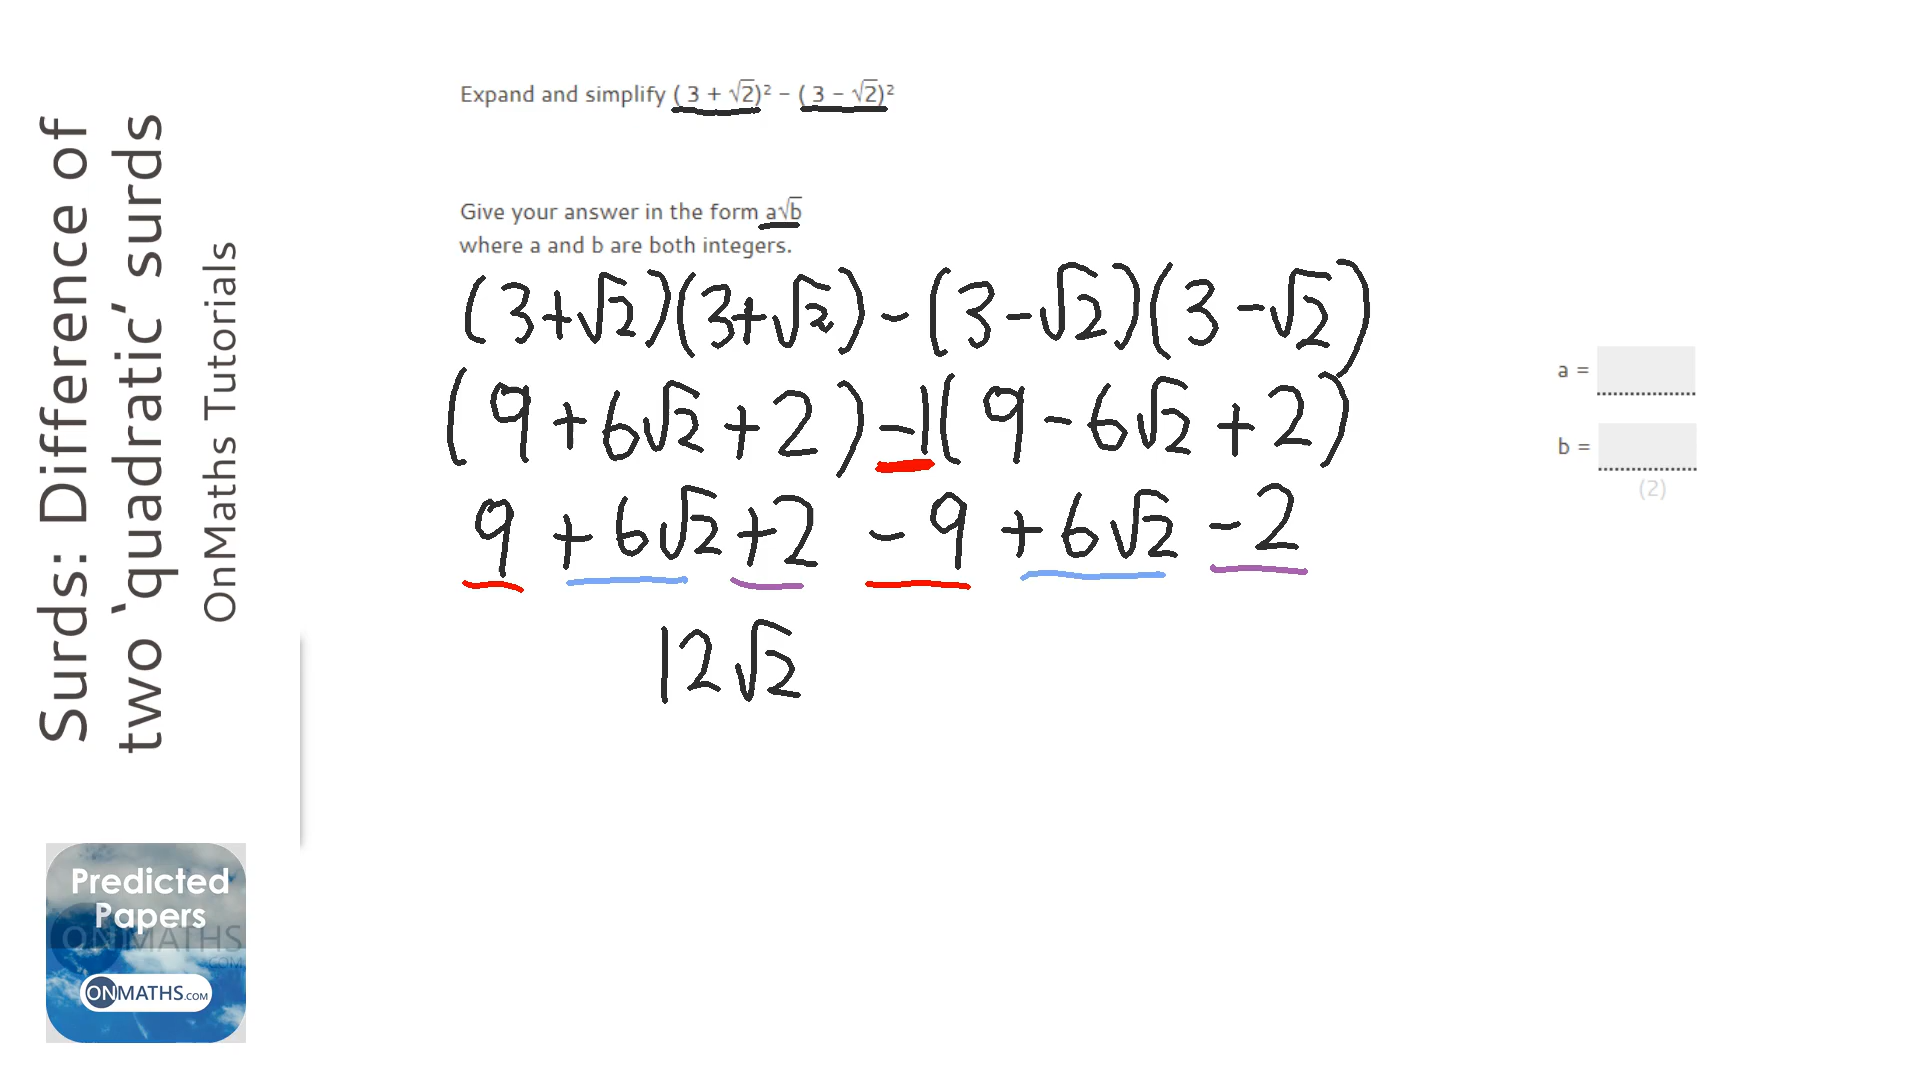 Surds: Difference of
two ‘quadratic’ surds
OnMaths Tutorials
Expand and simplify ( 3 + √2)² − ( 3 − √2)²
Give your answer in the form a√b
where a and b are both integers.
(3+√2)(3+√2) - (3-√2)(3-√2)
(9 + 6√2 + 2) -1(9 - 6√2 + 2)
9 + 6√2 + 2 - 9 + 6√2 - 2
12√2
a =
b =
(2)
Predicted
Papers
ONMATHS
.COM
ONMATHS.COM